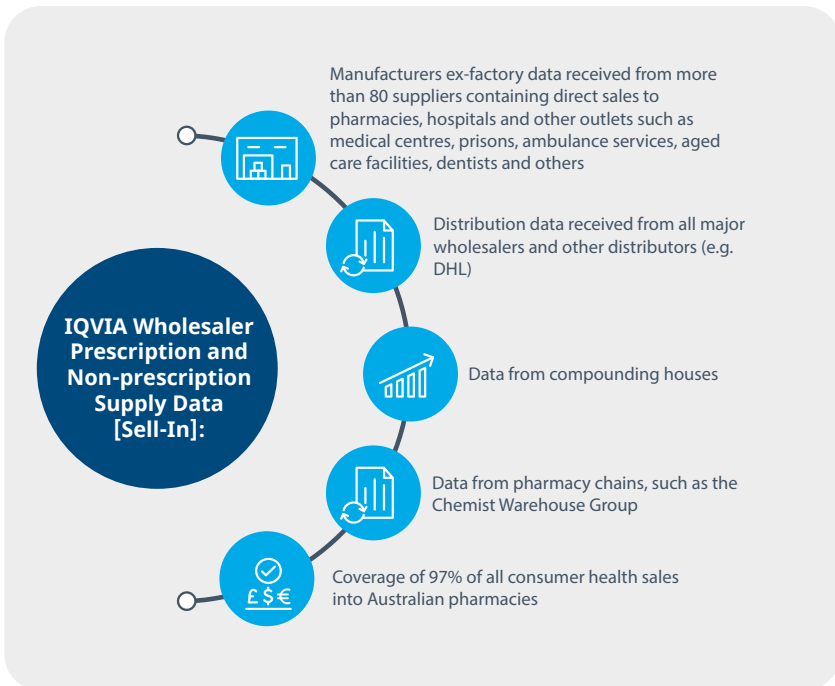 Manufacturers ex-factory data received from more
than 80 suppliers containing direct sales to
pharmacies, hospitals and other outlets such as
medical centres, prisons, ambulance services, aged
care facilities, dentists and others
Distribution data received from all major
wholesalers and other distributors (e.g.
DHL)
IQVIA Wholesaler
Prescription and
Non-prescription
Supply Data
[Sell-In]:
Data from compounding houses
Data from pharmacy chains, such as the
Chemist Warehouse Group
£$€
Coverage of 97% of all consumer health sales
into Australian pharmacies